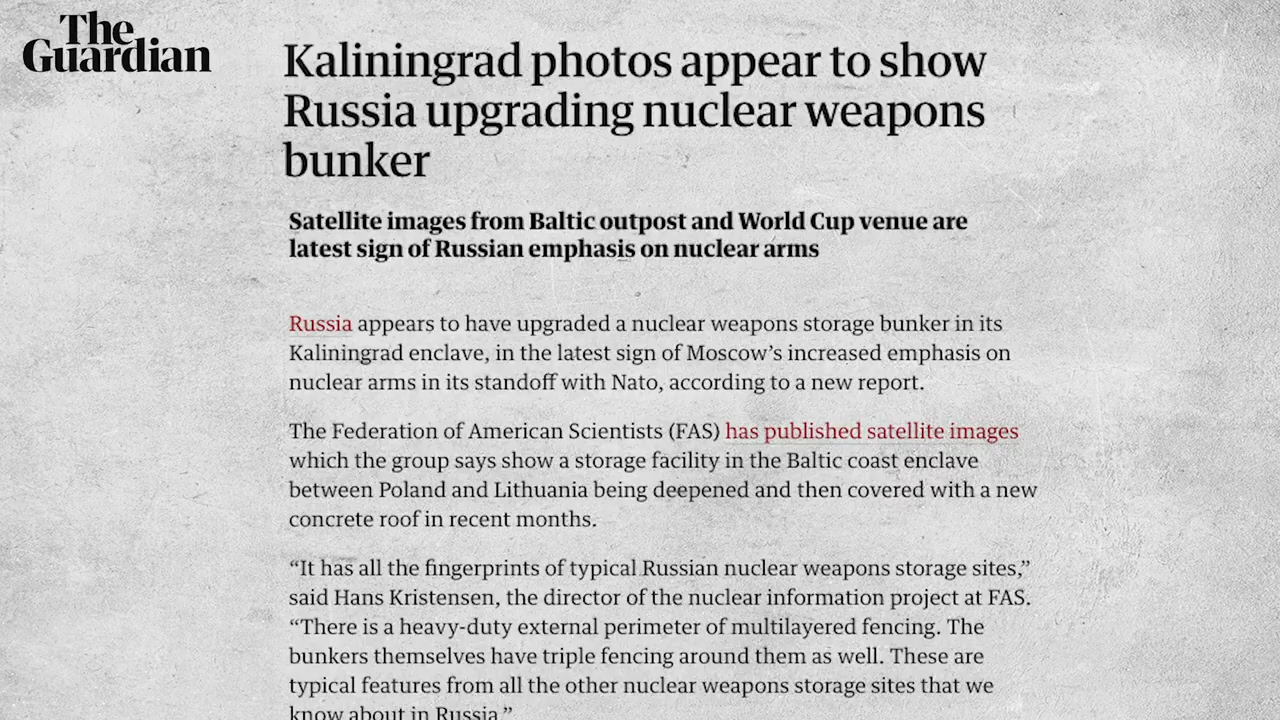 The
Guardian
Kaliningrad photos appear to show
Russia upgrading nuclear weapons
bunker
Satellite images from Baltic outpost and World Cup venue are
latest sign of Russian emphasis on nuclear arms
Russia appears to have upgraded a nuclear weapons storage bunker in its
Kaliningrad enclave, in the latest sign of Moscow’s increased emphasis on
nuclear arms in its standoff with Nato, according to a new report.
The Federation of American Scientists (FAS) has published satellite images
which the group says show a storage facility in the Baltic coast enclave
between Poland and Lithuania being deepened and then covered with a new
concrete roof in recent months.
“It has all the fingerprints of typical Russian nuclear weapons storage sites,”
said Hans Kristensen, the director of the nuclear information project at FAS.
“There is a heavy-duty external perimeter of multilayered fencing. The
bunkers themselves have triple fencing around them as well. These are
typical features from all the other nuclear weapons storage sites that we
know about in Russia.”